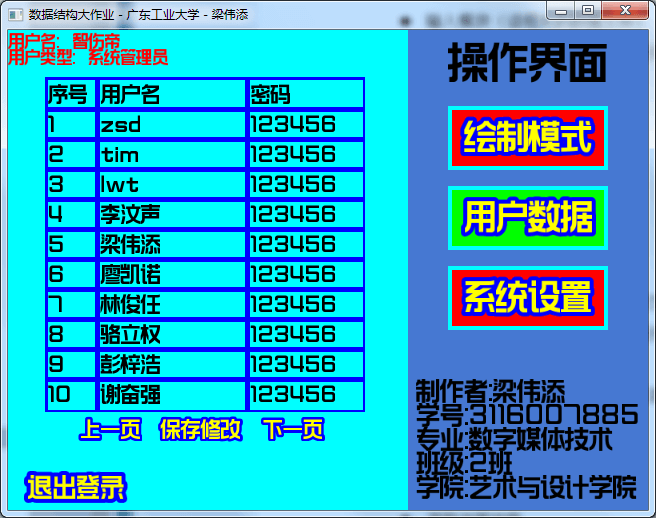 数据结构大作业 - 广东工业大学 - 梁伟添
用户名: 智伤帝
用户类型: 系统管理员
序号 用户名 密码
1 zsd 123456
2 tim 123456
3 lwt 123456
4 李汶声 123456
5 梁伟添 123456
6 廖凯诺 123456
7 林俊任 123456
8 骆立权 123456
9 彭梓浩 123456
10 谢奋强 123456
上一页 保存修改 下一页
退出登录
操作界面
绘制模式
用户数据
系统设置
制作者:梁伟添
学号:3116007885
专业:数字媒体技术
班级:2班
学院:艺术与设计学院